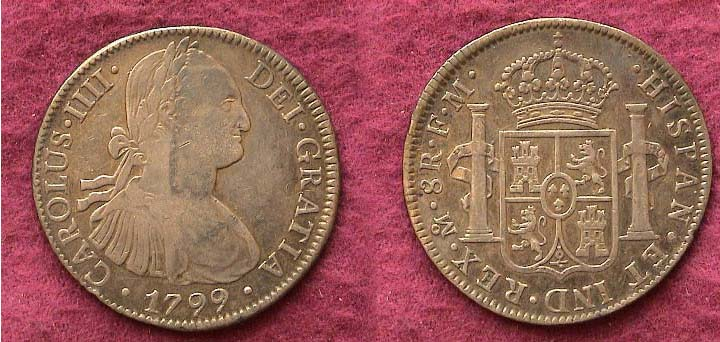 · CAROLUS · IIII · DEI · GRATIA ·
· 1799 ·
· HISPAN · ET IND · REX · M̊ · 8R · F · M ·